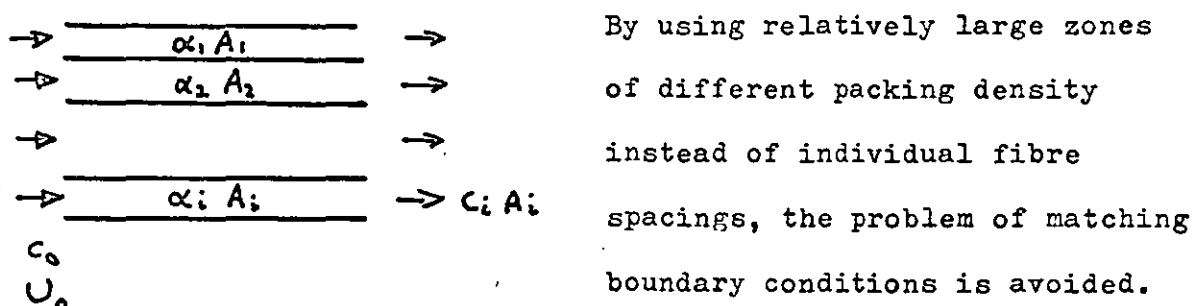 α₁ A₁
α₂ A₂
αᵢ Aᵢ
Cᵢ Aᵢ
C₀
U₀
By using relatively large zones
of different packing density
instead of individual fibre
spacings, the problem of matching
boundary conditions is avoided.